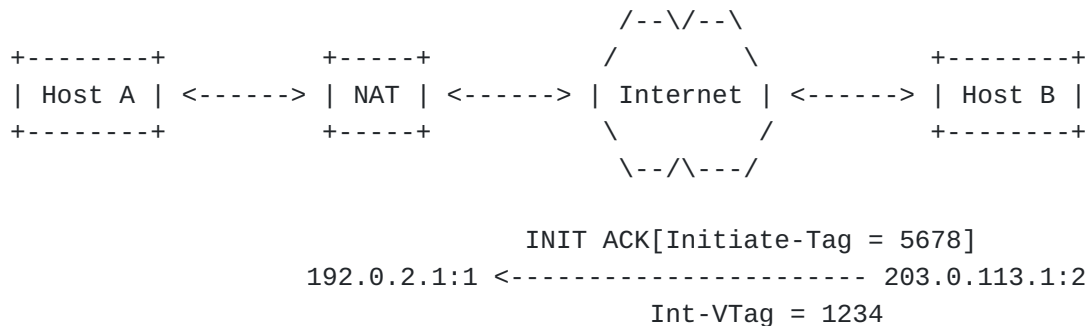 /--\/--\
+--------+ +-----+ / \ +--------+
| Host A | <------> | NAT | <------> | Internet | <------> | Host B |
+--------+ +-----+ \ / +--------+
\--/\---/
INIT ACK[Initiate-Tag = 5678]
192.0.2.1:1 <----------------------- 203.0.113.1:2
Int-VTag = 1234